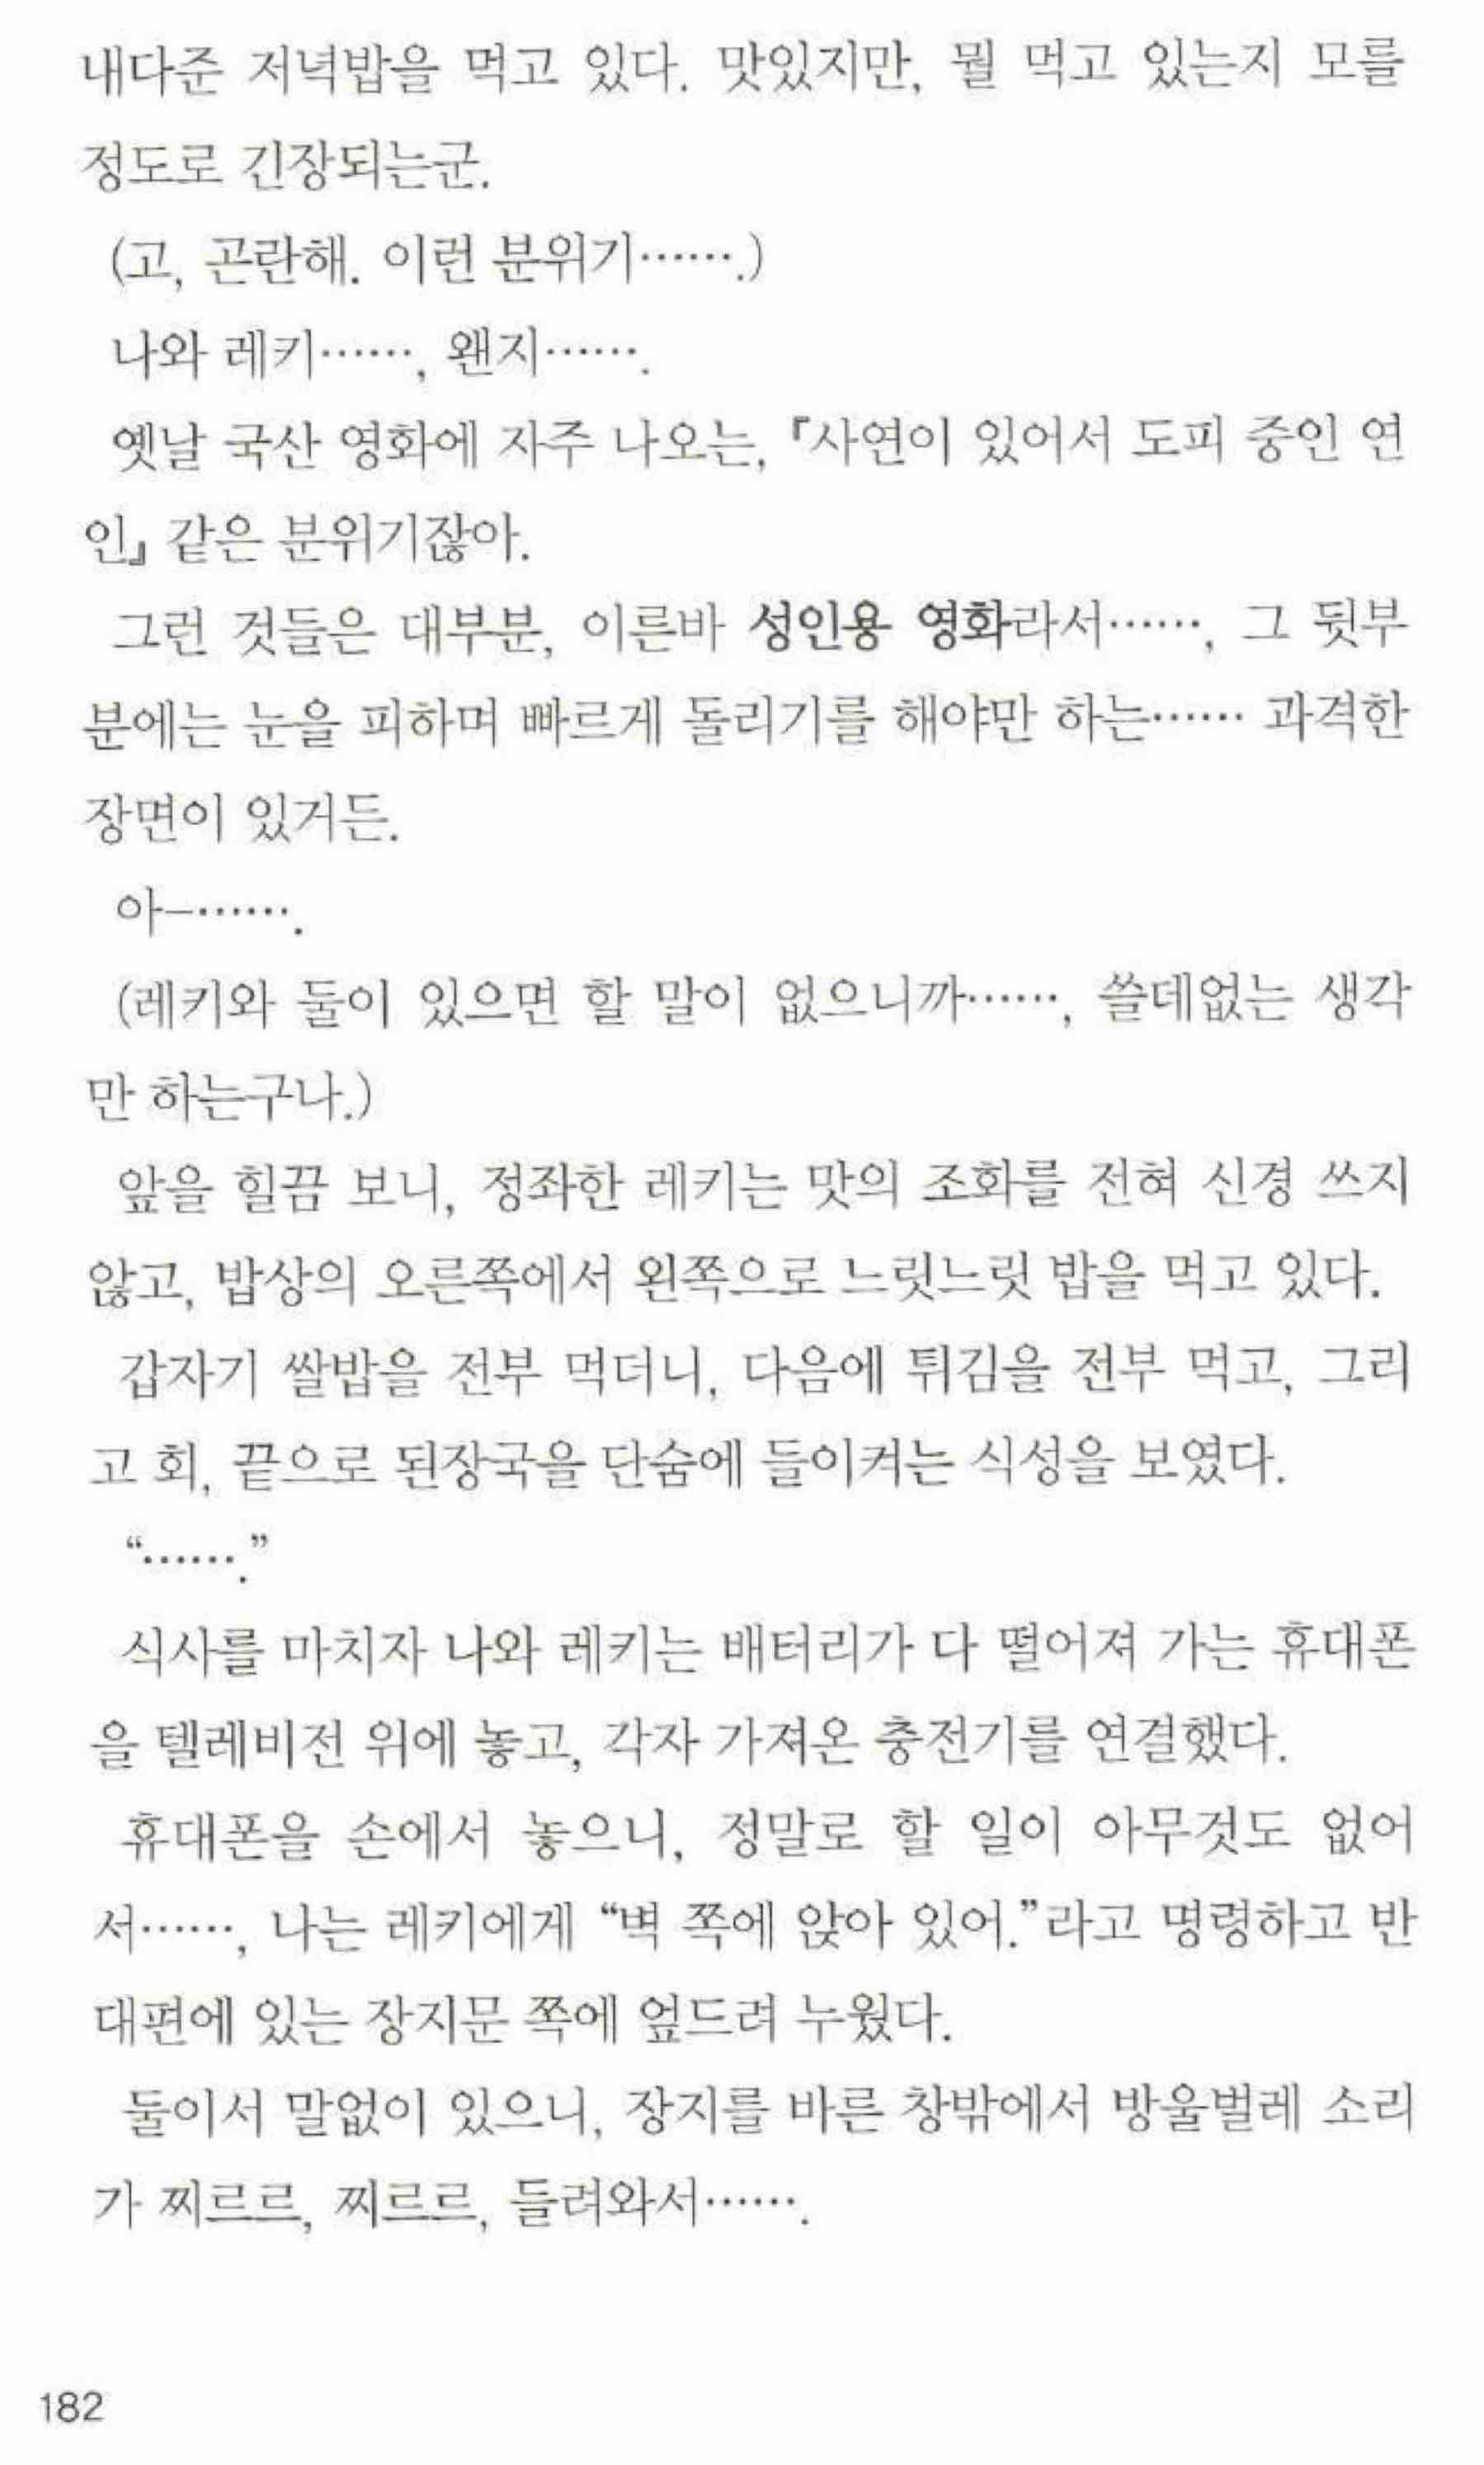 내다준 저녁밥을 먹고 있다. 맛있지만, 뭘 먹고 있는지 모를
정도로 긴장되는군.
(고, 곤란해. 이런 분위기…….)
나와 레키……, 왠지…….
옛날 국산 영화에 자주 나오는, 『사연이 있어서 도피 중인 연
인』 같은 분위기잖아.
그런 것들은 대부분, 이른바 성인용 영화라서……, 그 뒷부
분에는 눈을 피하며 빠르게 돌리기를 해야만 하는…… 과격한
장면이 있거든.
아―…….
(레키와 둘이 있으면 할 말이 없으니까……, 쓸데없는 생각
만 하는구나.)
앞을 힐끔 보니, 정좌한 레키는 맛의 조화를 전혀 신경 쓰지
않고, 밥상의 오른쪽에서 왼쪽으로 느릿느릿 밥을 먹고 있다.
갑자기 쌀밥을 전부 먹더니, 다음에 튀김을 전부 먹고, 그리
고 회, 끝으로 된장국을 단숨에 들이켜는 식성을 보였다.
“…….”
식사를 마치자 나와 레키는 배터리가 다 떨어져 가는 휴대폰
을 텔레비전 위에 놓고, 각자 가져온 충전기를 연결했다.
휴대폰을 손에서 놓으니, 정말로 할 일이 아무것도 없어
서……, 나는 레키에게 “벽 쪽에 앉아 있어.”라고 명령하고 반
대편에 있는 장지문 쪽에 엎드려 누웠다.
둘이서 말없이 있으니, 장지를 바른 창밖에서 방울벌레 소리
가 찌르르, 찌르르, 들려와서…….
182